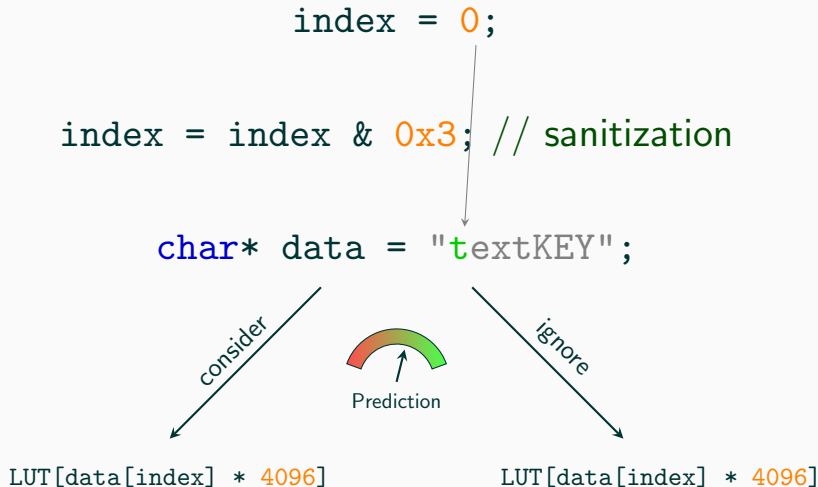 index = 0;
index = index & 0x3; // sanitization
char* data = "textKEY";
consider
ignore
Prediction
LUT[data[index] * 4096]
LUT[data[index] * 4096]